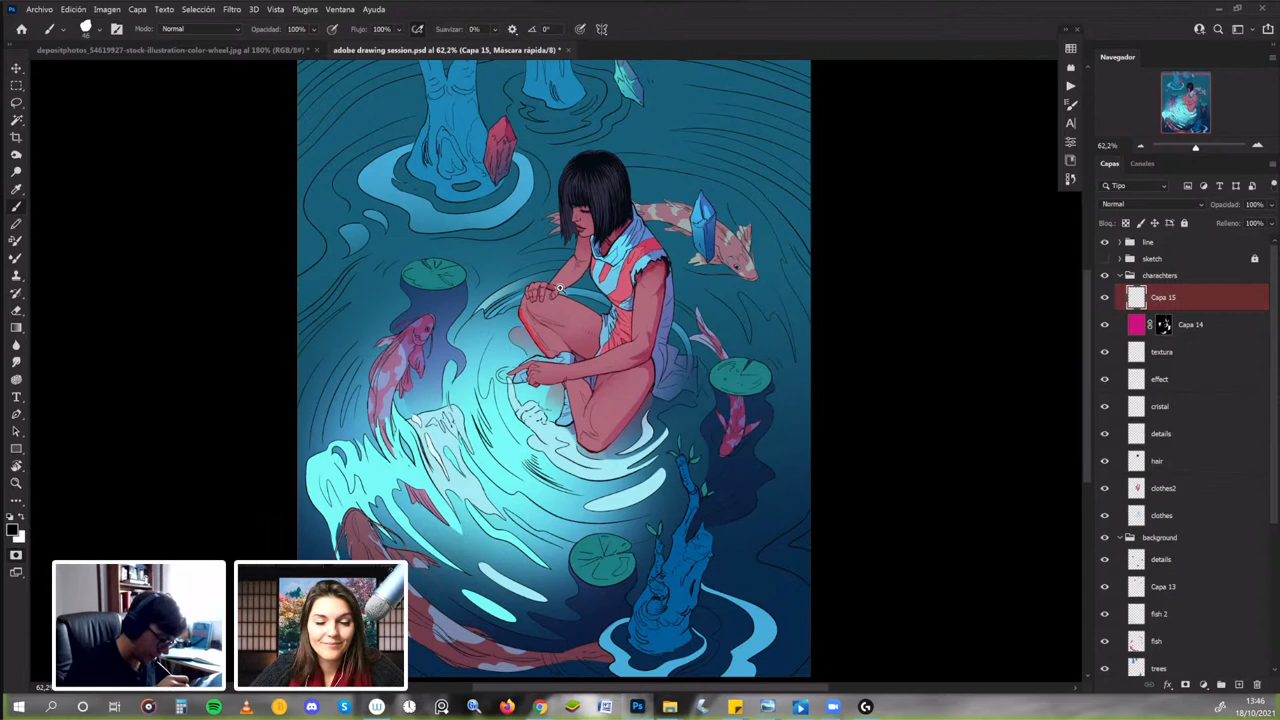 Archivo Edición Imagen Capa Texto Selección Filtro 3D Vista Plugins Ventana Ayuda
46 Modo: Normal Opacidad: 100% Flujo: 100% Suavizar: 0% 0°
depositphotos_54619927-stock-illustration-color-wheel.jpg al 180% (RGB/8#) * × adobe drawing session.psd al 62,2% (Capa 15, Máscara rápida/8) * ×
Navegador
62,2%
Capas Canales
Tipo
Normal Opacidad: 100%
Bloq.: Relleno: 100%
line
sketch
charachters
Capa 15
Capa 14
textura
effect
cristal
details
hair
clothes2
clothes
background
details
Capa 13
fish 2
fish
trees
13:46
18/10/2021